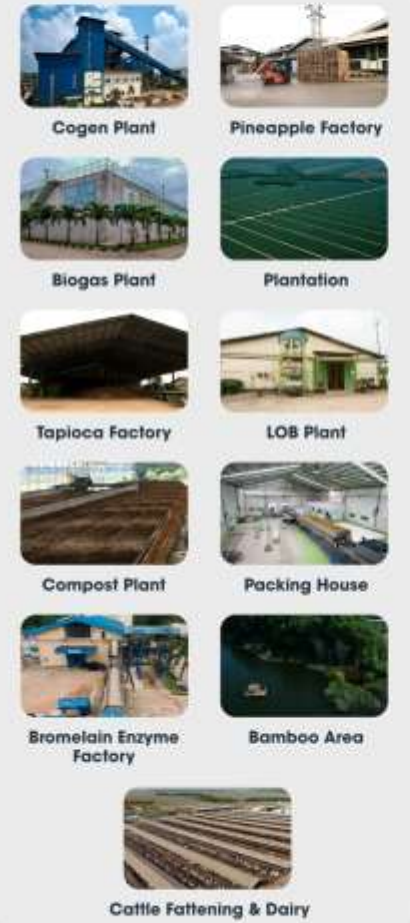 Cogen Plant
Pineapple Factory
Biogas Plant
Plantation
Tapioca Factory
LOB Plant
Compost Plant
Packing House
Bromelain Enzyme
Factory
Bamboo Area
Cattle Fattening & Dairy